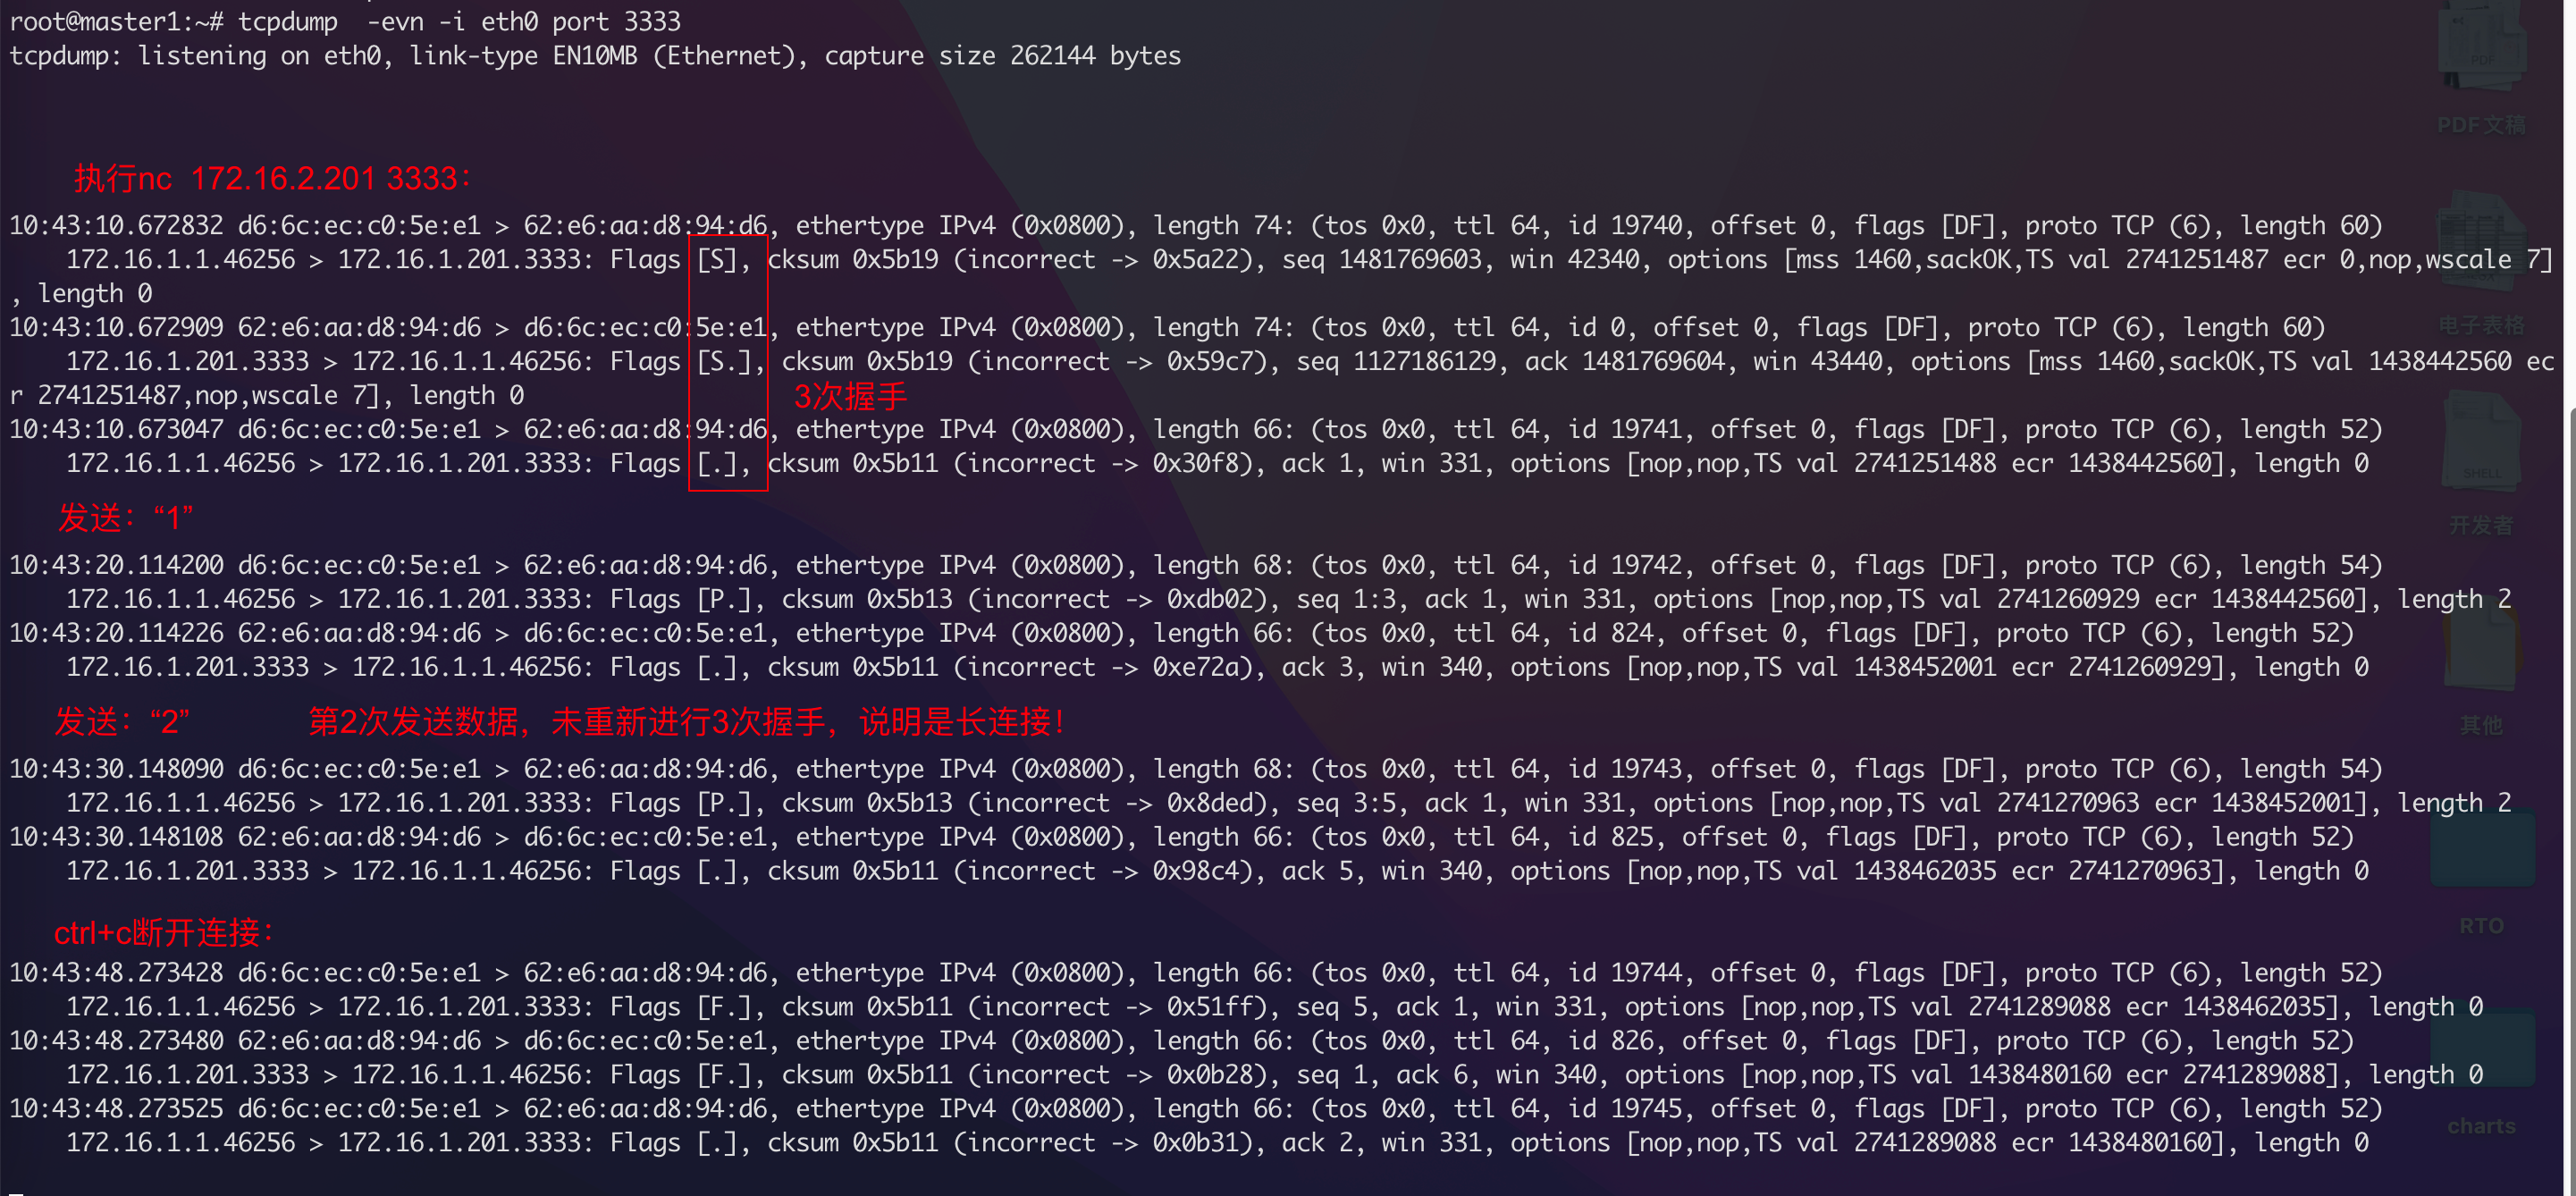 root@master1:~# tcpdump  -evn -i eth0 port 3333
tcpdump: listening on eth0, link-type EN10MB (Ethernet), capture size 262144 bytes
PDF
PDF文稿
执行nc  172.16.2.201 3333：
10:43:10.672832 d6:6c:ec:c0:5e:e1 > 62:e6:aa:d8:94:d6, ethertype IPv4 (0x0800), length 74: (tos 0x0, ttl 64, id 19740, offset 0, flags [DF], proto TCP (6), length 60)
    172.16.1.1.46256 > 172.16.1.201.3333: Flags [S], cksum 0x5b19 (incorrect -> 0x5a22), seq 1481769603, win 42340, options [mss 1460,sackOK,TS val 2741251487 ecr 0,nop,wscale 7]
, length 0
10:43:10.672909 62:e6:aa:d8:94:d6 > d6:6c:ec:c0:5e:e1, ethertype IPv4 (0x0800), length 74: (tos 0x0, ttl 64, id 0, offset 0, flags [DF], proto TCP (6), length 60)
电子表格
    172.16.1.201.3333 > 172.16.1.1.46256: Flags [S.], cksum 0x5b19 (incorrect -> 0x59c7), seq 1127186129, ack 1481769604, win 43440, options [mss 1460,sackOK,TS val 1438442560 ec
r 2741251487,nop,wscale 7], length 0
3次握手
10:43:10.673047 d6:6c:ec:c0:5e:e1 > 62:e6:aa:d8:94:d6, ethertype IPv4 (0x0800), length 66: (tos 0x0, ttl 64, id 19741, offset 0, flags [DF], proto TCP (6), length 52)
    172.16.1.1.46256 > 172.16.1.201.3333: Flags [.], cksum 0x5b11 (incorrect -> 0x30f8), ack 1, win 331, options [nop,nop,TS val 2741251488 ecr 1438442560], length 0
SHELL
发送：“1”
开发者
10:43:20.114200 d6:6c:ec:c0:5e:e1 > 62:e6:aa:d8:94:d6, ethertype IPv4 (0x0800), length 68: (tos 0x0, ttl 64, id 19742, offset 0, flags [DF], proto TCP (6), length 54)
    172.16.1.1.46256 > 172.16.1.201.3333: Flags [P.], cksum 0x5b13 (incorrect -> 0xdb02), seq 1:3, ack 1, win 331, options [nop,nop,TS val 2741260929 ecr 1438442560], length 2
10:43:20.114226 62:e6:aa:d8:94:d6 > d6:6c:ec:c0:5e:e1, ethertype IPv4 (0x0800), length 66: (tos 0x0, ttl 64, id 824, offset 0, flags [DF], proto TCP (6), length 52)
    172.16.1.201.3333 > 172.16.1.1.46256: Flags [.], cksum 0x5b11 (incorrect -> 0xe72a), ack 3, win 340, options [nop,nop,TS val 1438452001 ecr 2741260929], length 0
发送：“2”    第2次发送数据，未重新进行3次握手，说明是长连接！
其他
10:43:30.148090 d6:6c:ec:c0:5e:e1 > 62:e6:aa:d8:94:d6, ethertype IPv4 (0x0800), length 68: (tos 0x0, ttl 64, id 19743, offset 0, flags [DF], proto TCP (6), length 54)
    172.16.1.1.46256 > 172.16.1.201.3333: Flags [P.], cksum 0x5b13 (incorrect -> 0x8ded), seq 3:5, ack 1, win 331, options [nop,nop,TS val 2741270963 ecr 1438452001], length 2
10:43:30.148108 62:e6:aa:d8:94:d6 > d6:6c:ec:c0:5e:e1, ethertype IPv4 (0x0800), length 66: (tos 0x0, ttl 64, id 825, offset 0, flags [DF], proto TCP (6), length 52)
    172.16.1.201.3333 > 172.16.1.1.46256: Flags [.], cksum 0x5b11 (incorrect -> 0x98c4), ack 5, win 340, options [nop,nop,TS val 1438462035 ecr 2741270963], length 0
ctrl+c断开连接：
RTO
10:43:48.273428 d6:6c:ec:c0:5e:e1 > 62:e6:aa:d8:94:d6, ethertype IPv4 (0x0800), length 66: (tos 0x0, ttl 64, id 19744, offset 0, flags [DF], proto TCP (6), length 52)
    172.16.1.1.46256 > 172.16.1.201.3333: Flags [F.], cksum 0x5b11 (incorrect -> 0x51ff), seq 5, ack 1, win 331, options [nop,nop,TS val 2741289088 ecr 1438462035], length 0
10:43:48.273480 62:e6:aa:d8:94:d6 > d6:6c:ec:c0:5e:e1, ethertype IPv4 (0x0800), length 66: (tos 0x0, ttl 64, id 826, offset 0, flags [DF], proto TCP (6), length 52)
    172.16.1.201.3333 > 172.16.1.1.46256: Flags [F.], cksum 0x5b11 (incorrect -> 0x0b28), seq 1, ack 6, win 340, options [nop,nop,TS val 1438480160 ecr 2741289088], length 0
10:43:48.273525 d6:6c:ec:c0:5e:e1 > 62:e6:aa:d8:94:d6, ethertype IPv4 (0x0800), length 66: (tos 0x0, ttl 64, id 19745, offset 0, flags [DF], proto TCP (6), length 52)
    172.16.1.1.46256 > 172.16.1.201.3333: Flags [.], cksum 0x5b11 (incorrect -> 0x0b31), ack 2, win 331, options [nop,nop,TS val 2741289088 ecr 1438480160], length 0
charts